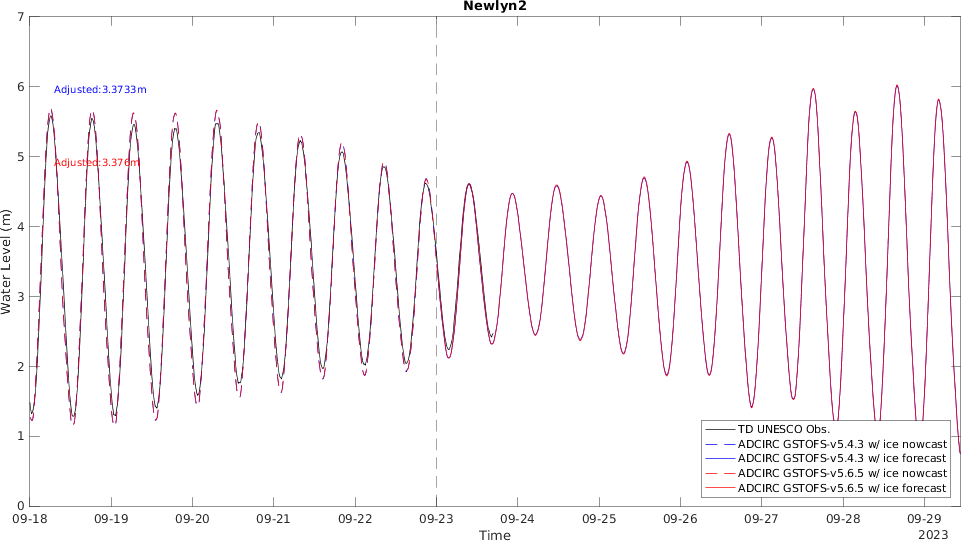 Newlyn2
7
6
5
4
3
2
1
0
Water Level (m)
Adjusted:3.3733m
Adjusted:3.376m
TD UNESCO Obs.
ADCIRC GSTOFS-v5.4.3 w/ ice nowcast
ADCIRC GSTOFS-v5.4.3 w/ ice forecast
ADCIRC GSTOFS-v5.6.5 w/ ice nowcast
ADCIRC GSTOFS-v5.6.5 w/ ice forecast
09-18 09-19 09-20 09-21 09-22 09-23 09-24 09-25 09-26 09-27 09-28 09-29
Time
2023